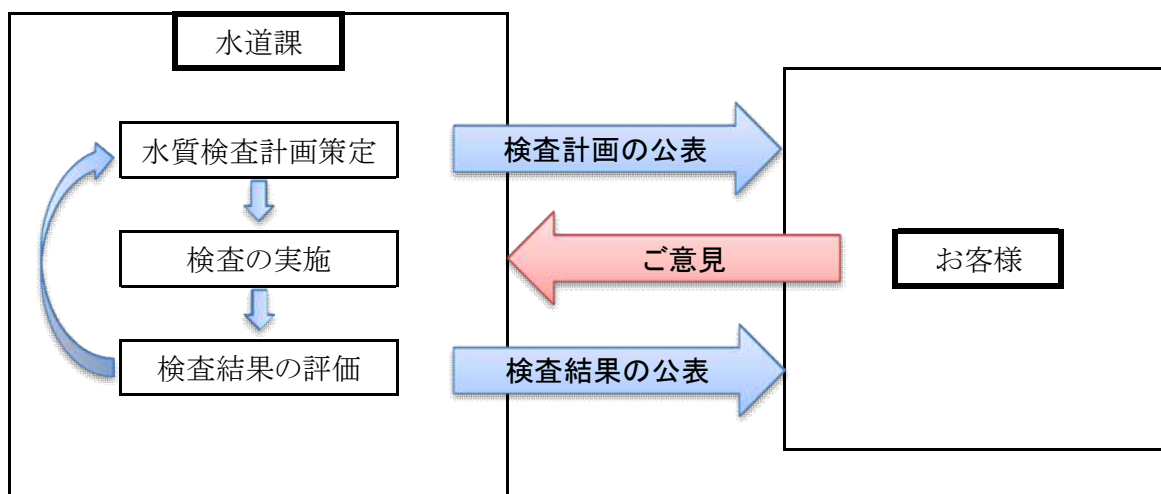 水道課
水質検査計画策定
検査計画の公表
検査の実施
ご意見
お客様
検査結果の評価
検査結果の公表